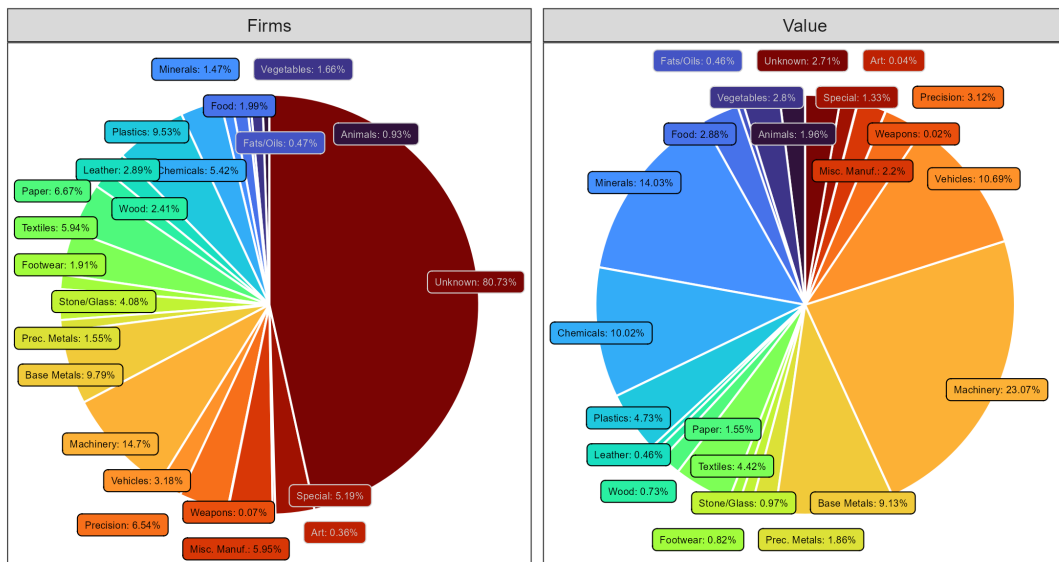 Firms
Minerals: 1.47%
Vegetables: 1.66%
Food: 1.99%
Plastics: 9.53%
Animals: 0.93%
Fats/Oils: 0.47%
Leather: 2.89%
Chemicals: 5.42%
Paper: 6.67%
Wood: 2.41%
Textiles: 5.94%
Footwear: 1.91%
Unknown: 80.73%
Stone/Glass: 4.08%
Prec. Metals: 1.55%
Base Metals: 9.79%
Machinery: 14.7%
Vehicles: 3.18%
Special: 5.19%
Weapons: 0.07%
Precision: 6.54%
Art: 0.36%
Misc. Manuf.: 5.95%
Value
Fats/Oils: 0.46%
Unknown: 2.71%
Art: 0.04%
Vegetables: 2.8%
Special: 1.33%
Precision: 3.12%
Food: 2.88%
Animals: 1.96%
Weapons: 0.02%
Minerals: 14.03%
Misc. Manuf.: 2.2%
Vehicles: 10.69%
Chemicals: 10.02%
Machinery: 23.07%
Plastics: 4.73%
Paper: 1.55%
Leather: 0.46%
Textiles: 4.42%
Wood: 0.73%
Stone/Glass: 0.97%
Base Metals: 9.13%
Footwear: 0.82%
Prec. Metals: 1.86%